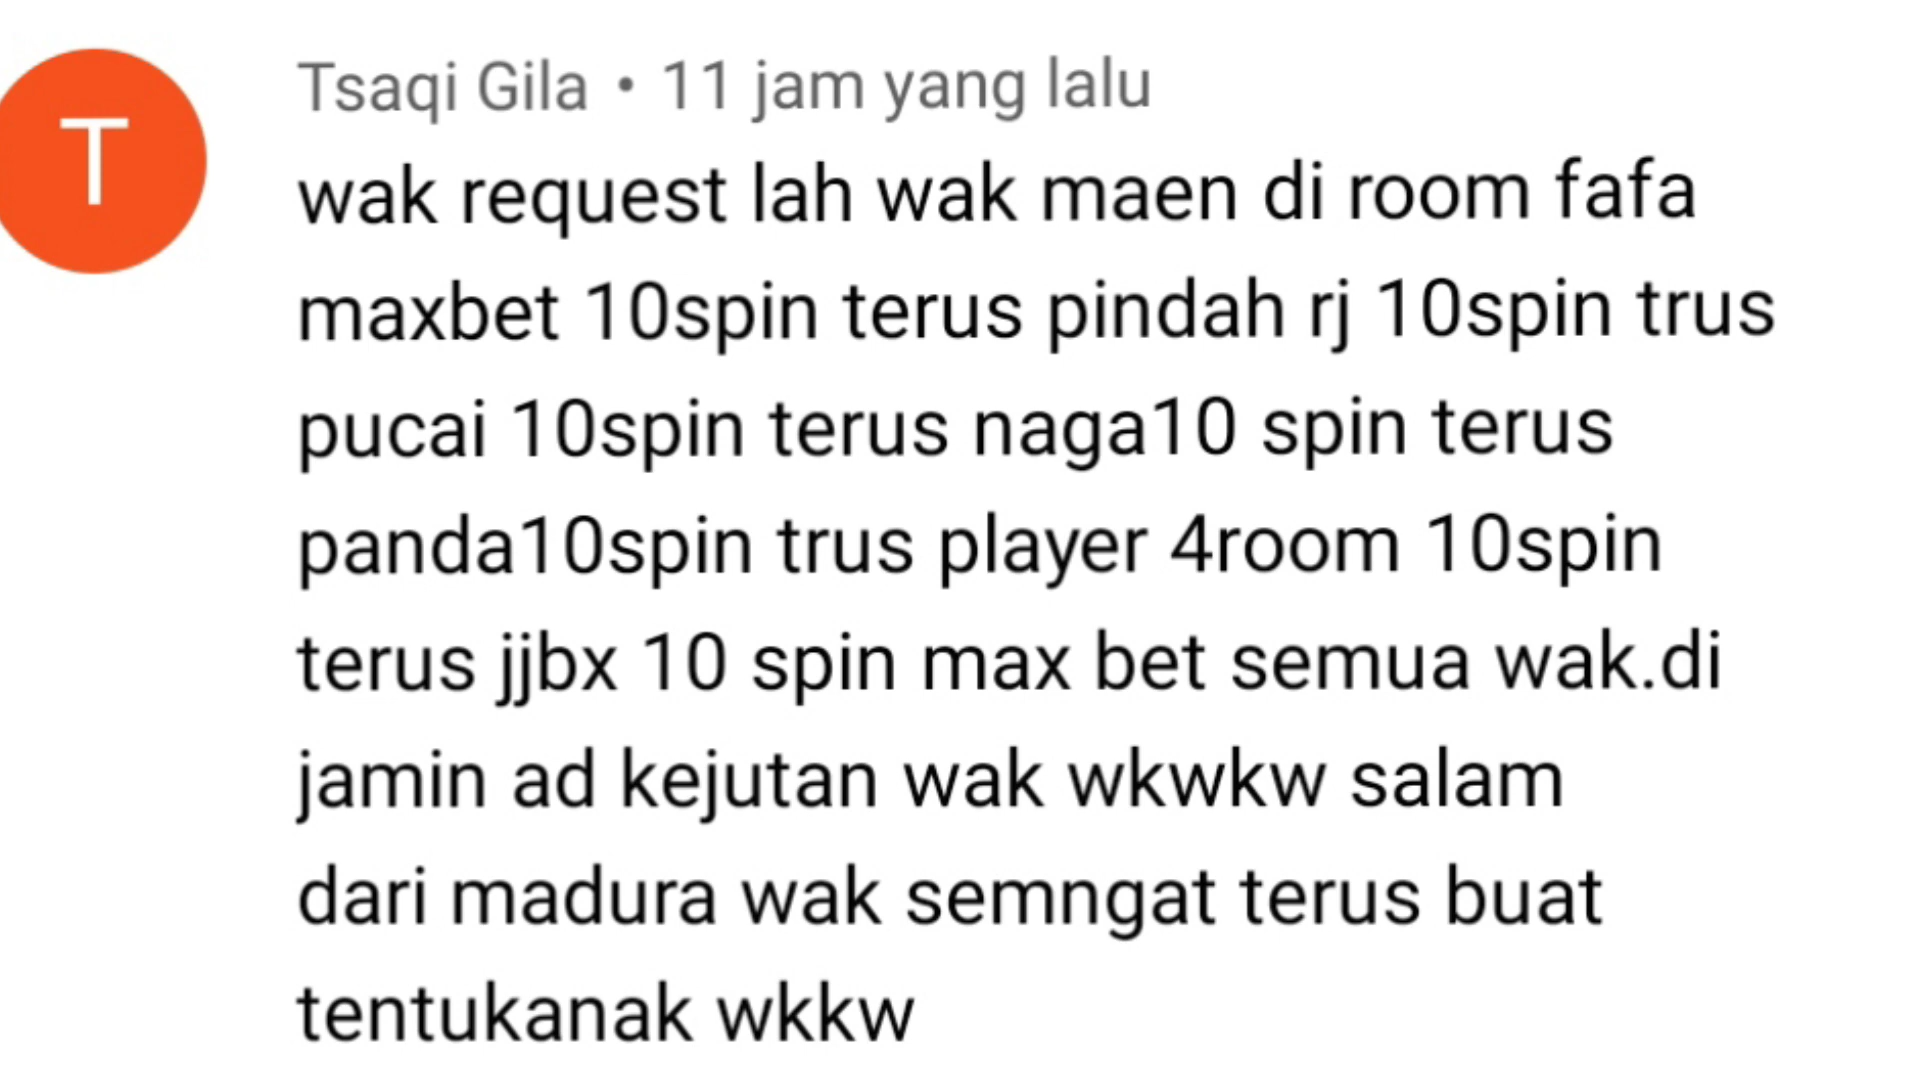 T
Tsaqi Gila • 11 jam yang lalu
wak request lah wak maen di room fafa
maxbet 10spin terus pindah rj 10spin trus
pucai 10spin terus naga10 spin terus
panda10spin trus player 4room 10spin
terus jjbx 10 spin max bet semua wak.di
jamin ad kejutan wak wkwkw salam
dari madura wak semngat terus buat
tentukanak wkkw